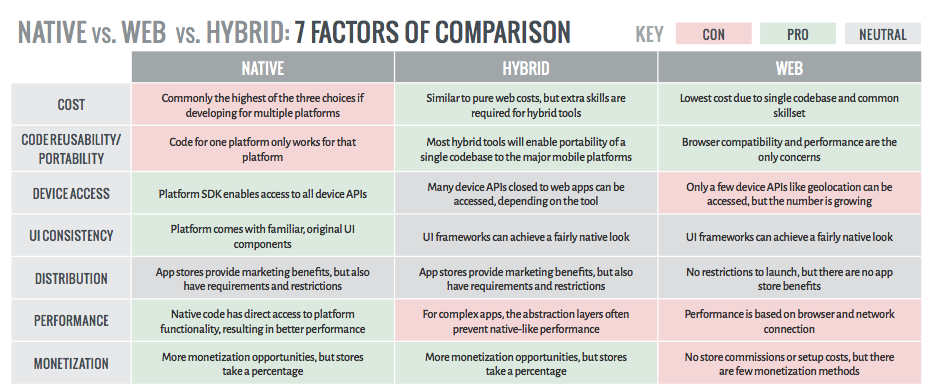 NATIVE vs. WEB vs. HYBRID: 7 FACTORS OF COMPARISON
KEY CON PRO NEUTRAL
NATIVE HYBRID WEB
COST
Commonly the highest of the three choices if
developing for multiple platforms
Similar to pure web costs, but extra skills are
required for hybrid tools
Lowest cost due to single codebase and common
skillset
CODE REUSABILITY/
PORTABILITY
Code for one platform only works for that
platform
Most hybrid tools will enable portability of a
single codebase to the major mobile platforms
Browser compatibility and performance are the
only concerns
DEVICE ACCESS
Platform SDK enables access to all device APIs
Many device APIs closed to web apps can be
accessed, depending on the tool
Only a few device APIs like geolocation can be
accessed, but the number is growing
UI CONSISTENCY
Platform comes with familiar, original UI
components
UI frameworks can achieve a fairly native look
UI frameworks can achieve a fairly native look
DISTRIBUTION
App stores provide marketing benefits, but also
have requirements and restrictions
App stores provide marketing benefits, but also
have requirements and restrictions
No restrictions to launch, but there are no app
store benefits
PERFORMANCE
Native code has direct access to platform
functionality, resulting in better performance
For complex apps, the abstraction layers often
prevent native-like performance
Performance is based on browser and network
connection
MONETIZATION
More monetization opportunities, but stores
take a percentage
More monetization opportunities, but stores
take a percentage
No store commissions or setup costs, but there
are few monetization methods